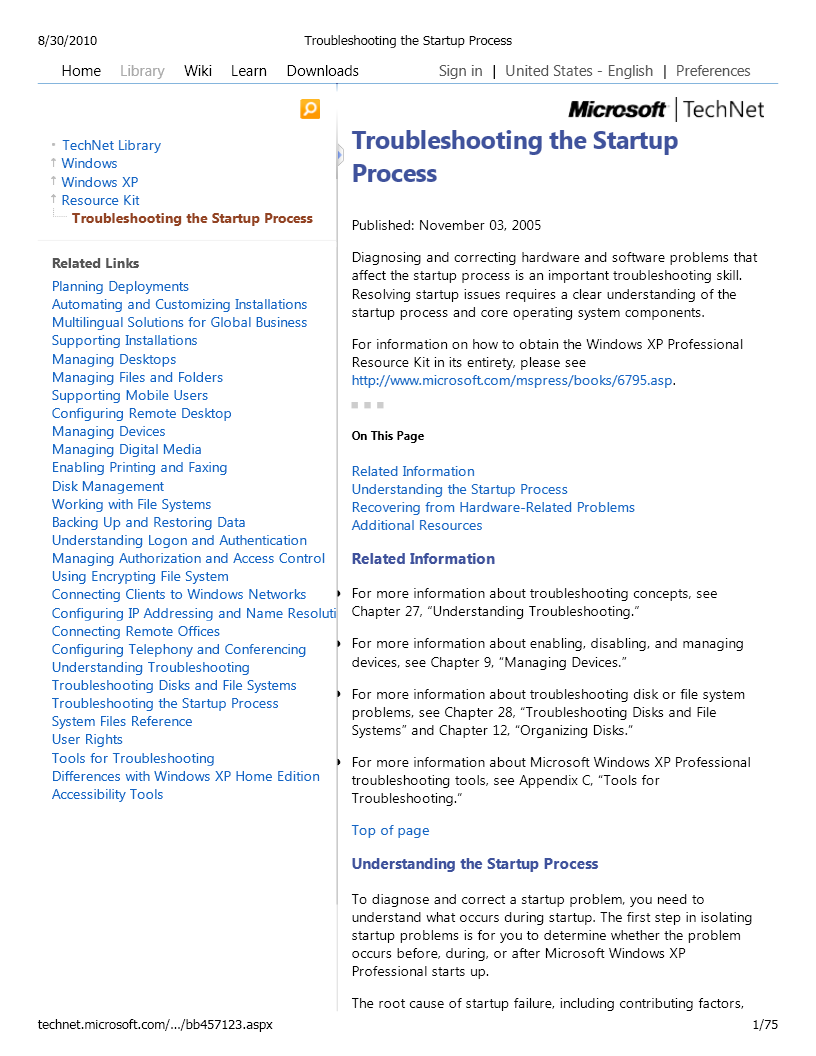 8/30/2010
Troubleshooting the Startup Process
Home Library Wiki Learn Downloads
Sign in | United States - English | Preferences
TechNet Library
Windows
Windows XP
Resource Kit
Troubleshooting the Startup Process
Related Links
Planning Deployments
Automating and Customizing Installations
Multilingual Solutions for Global Business
Supporting Installations
Managing Desktops
Managing Files and Folders
Supporting Mobile Users
Configuring Remote Desktop
Managing Devices
Managing Digital Media
Enabling Printing and Faxing
Disk Management
Working with File Systems
Backing Up and Restoring Data
Understanding Logon and Authentication
Managing Authorization and Access Control
Using Encrypting File System
Connecting Clients to Windows Networks
Configuring IP Addressing and Name Resoluti
Connecting Remote Offices
Configuring Telephony and Conferencing
Understanding Troubleshooting
Troubleshooting Disks and File Systems
Troubleshooting the Startup Process
System Files Reference
User Rights
Tools for Troubleshooting
Differences with Windows XP Home Edition
Accessibility Tools
Microsoft | TechNet
Troubleshooting the Startup
Process
Published: November 03, 2005
Diagnosing and correcting hardware and software problems that
affect the startup process is an important troubleshooting skill.
Resolving startup issues requires a clear understanding of the
startup process and core operating system components.
For information on how to obtain the Windows XP Professional
Resource Kit in its entirety, please see
http://www.microsoft.com/mspress/books/6795.asp.
On This Page
Related Information
Understanding the Startup Process
Recovering from Hardware-Related Problems
Additional Resources
Related Information
For more information about troubleshooting concepts, see
Chapter 27, “Understanding Troubleshooting.”
For more information about enabling, disabling, and managing
devices, see Chapter 9, “Managing Devices.”
For more information about troubleshooting disk or file system
problems, see Chapter 28, “Troubleshooting Disks and File
Systems” and Chapter 12, “Organizing Disks.”
For more information about Microsoft Windows XP Professional
troubleshooting tools, see Appendix C, “Tools for
Troubleshooting.”
Top of page
Understanding the Startup Process
To diagnose and correct a startup problem, you need to
understand what occurs during startup. The first step in isolating
startup problems is for you to determine whether the problem
occurs before, during, or after Microsoft Windows XP
Professional starts up.
The root cause of startup failure, including contributing factors,
technet.microsoft.com/…/bb457123.aspx
1/75